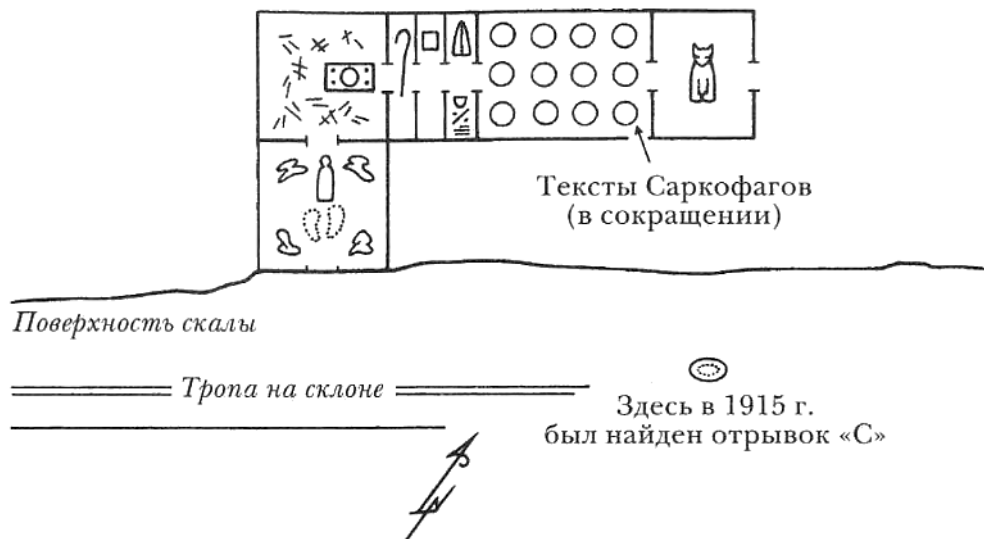 Тексты Саркофагов
(в сокращении)
Поверхность скалы
Тропа на склоне
Здесь в 1915 г.
был найден отрывок «С»